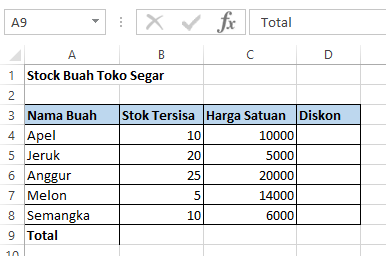 A9 Total
A B C D
1 Stock Buah Toko Segar
2
3 Nama Buah Stok Tersisa Harga Satuan Diskon
4 Apel 10 10000
5 Jeruk 20 5000
6 Anggur 25 20000
7 Melon 5 14000
8 Semangka 10 6000
9 Total
10